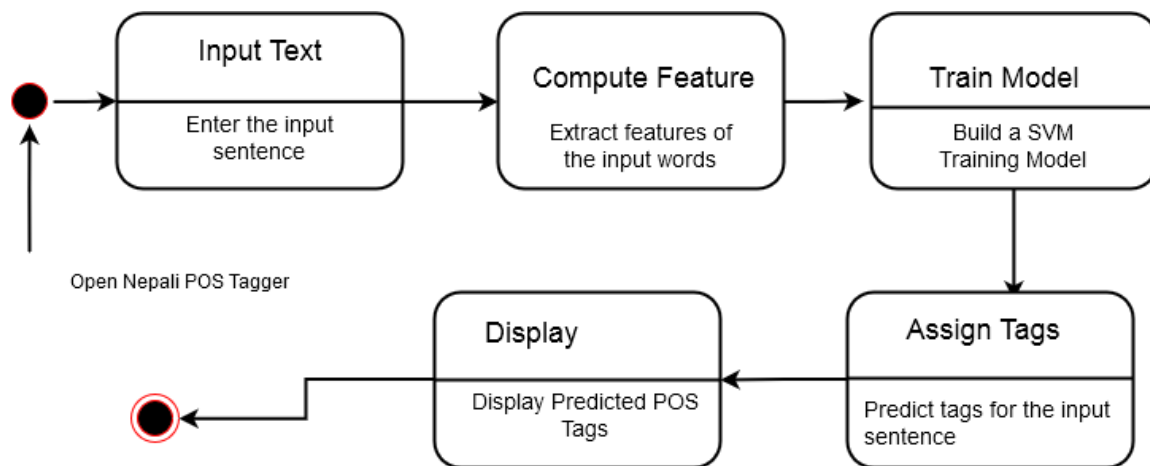 Input Text
Enter the input
sentence
Compute Feature
Extract features of
the input words
Train Model
Build a SVM
Training Model
Open Nepali POS Tagger
Display
Display Predicted POS
Tags
Assign Tags
Predict tags for the input
sentence